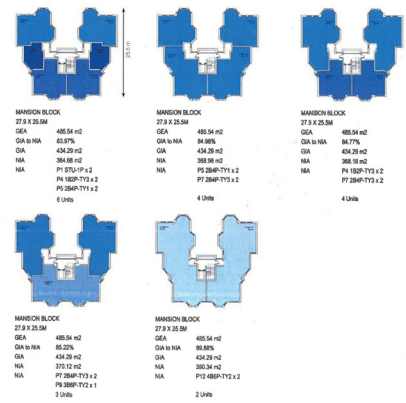 25.5 m
MANSION BLOCK
27.9 X 25.5M
GEA 485.54 m2
GIA to NIA 83.97%
GIA 434.29 m2
NIA 364.68 m2
NIA P1 STU-1P x 2
P4 1B2P-TY3 x 2
P5 2B4P-TY1 x 2
6 Units
MANSION BLOCK
27.9 X 25.5M
GEA 485.54 m2
GIA to NIA 84.96%
GIA 434.29 m2
NIA 368.98 m2
NIA P5 2B4P-TY1 x 2
P7 2B4P-TY3 x 2
4 Units
MANSION BLOCK
27.9 X 25.5M
GEA 485.54 m2
GIA to NIA 84.77%
GIA 434.29 m2
NIA 368.18 m2
NIA P4 1B2P-TY3 x 2
P7 2B4P-TY3 x 2
4 Units
MANSION BLOCK
27.9 X 25.5M
GEA 485.54 m2
GIA to NIA 85.22%
GIA 434.29 m2
NIA 370.12 m2
NIA P7 2B4P-TY3 x 2
P9 3B6P-TY2 x 1
3 Units
MANSION BLOCK
27.9 X 25.5M
GEA 485.54 m2
GIA to NIA 89.88%
GIA 434.29 m2
NIA 390.34 m2
NIA P12 4B6P-TY2 x 2
2 Units